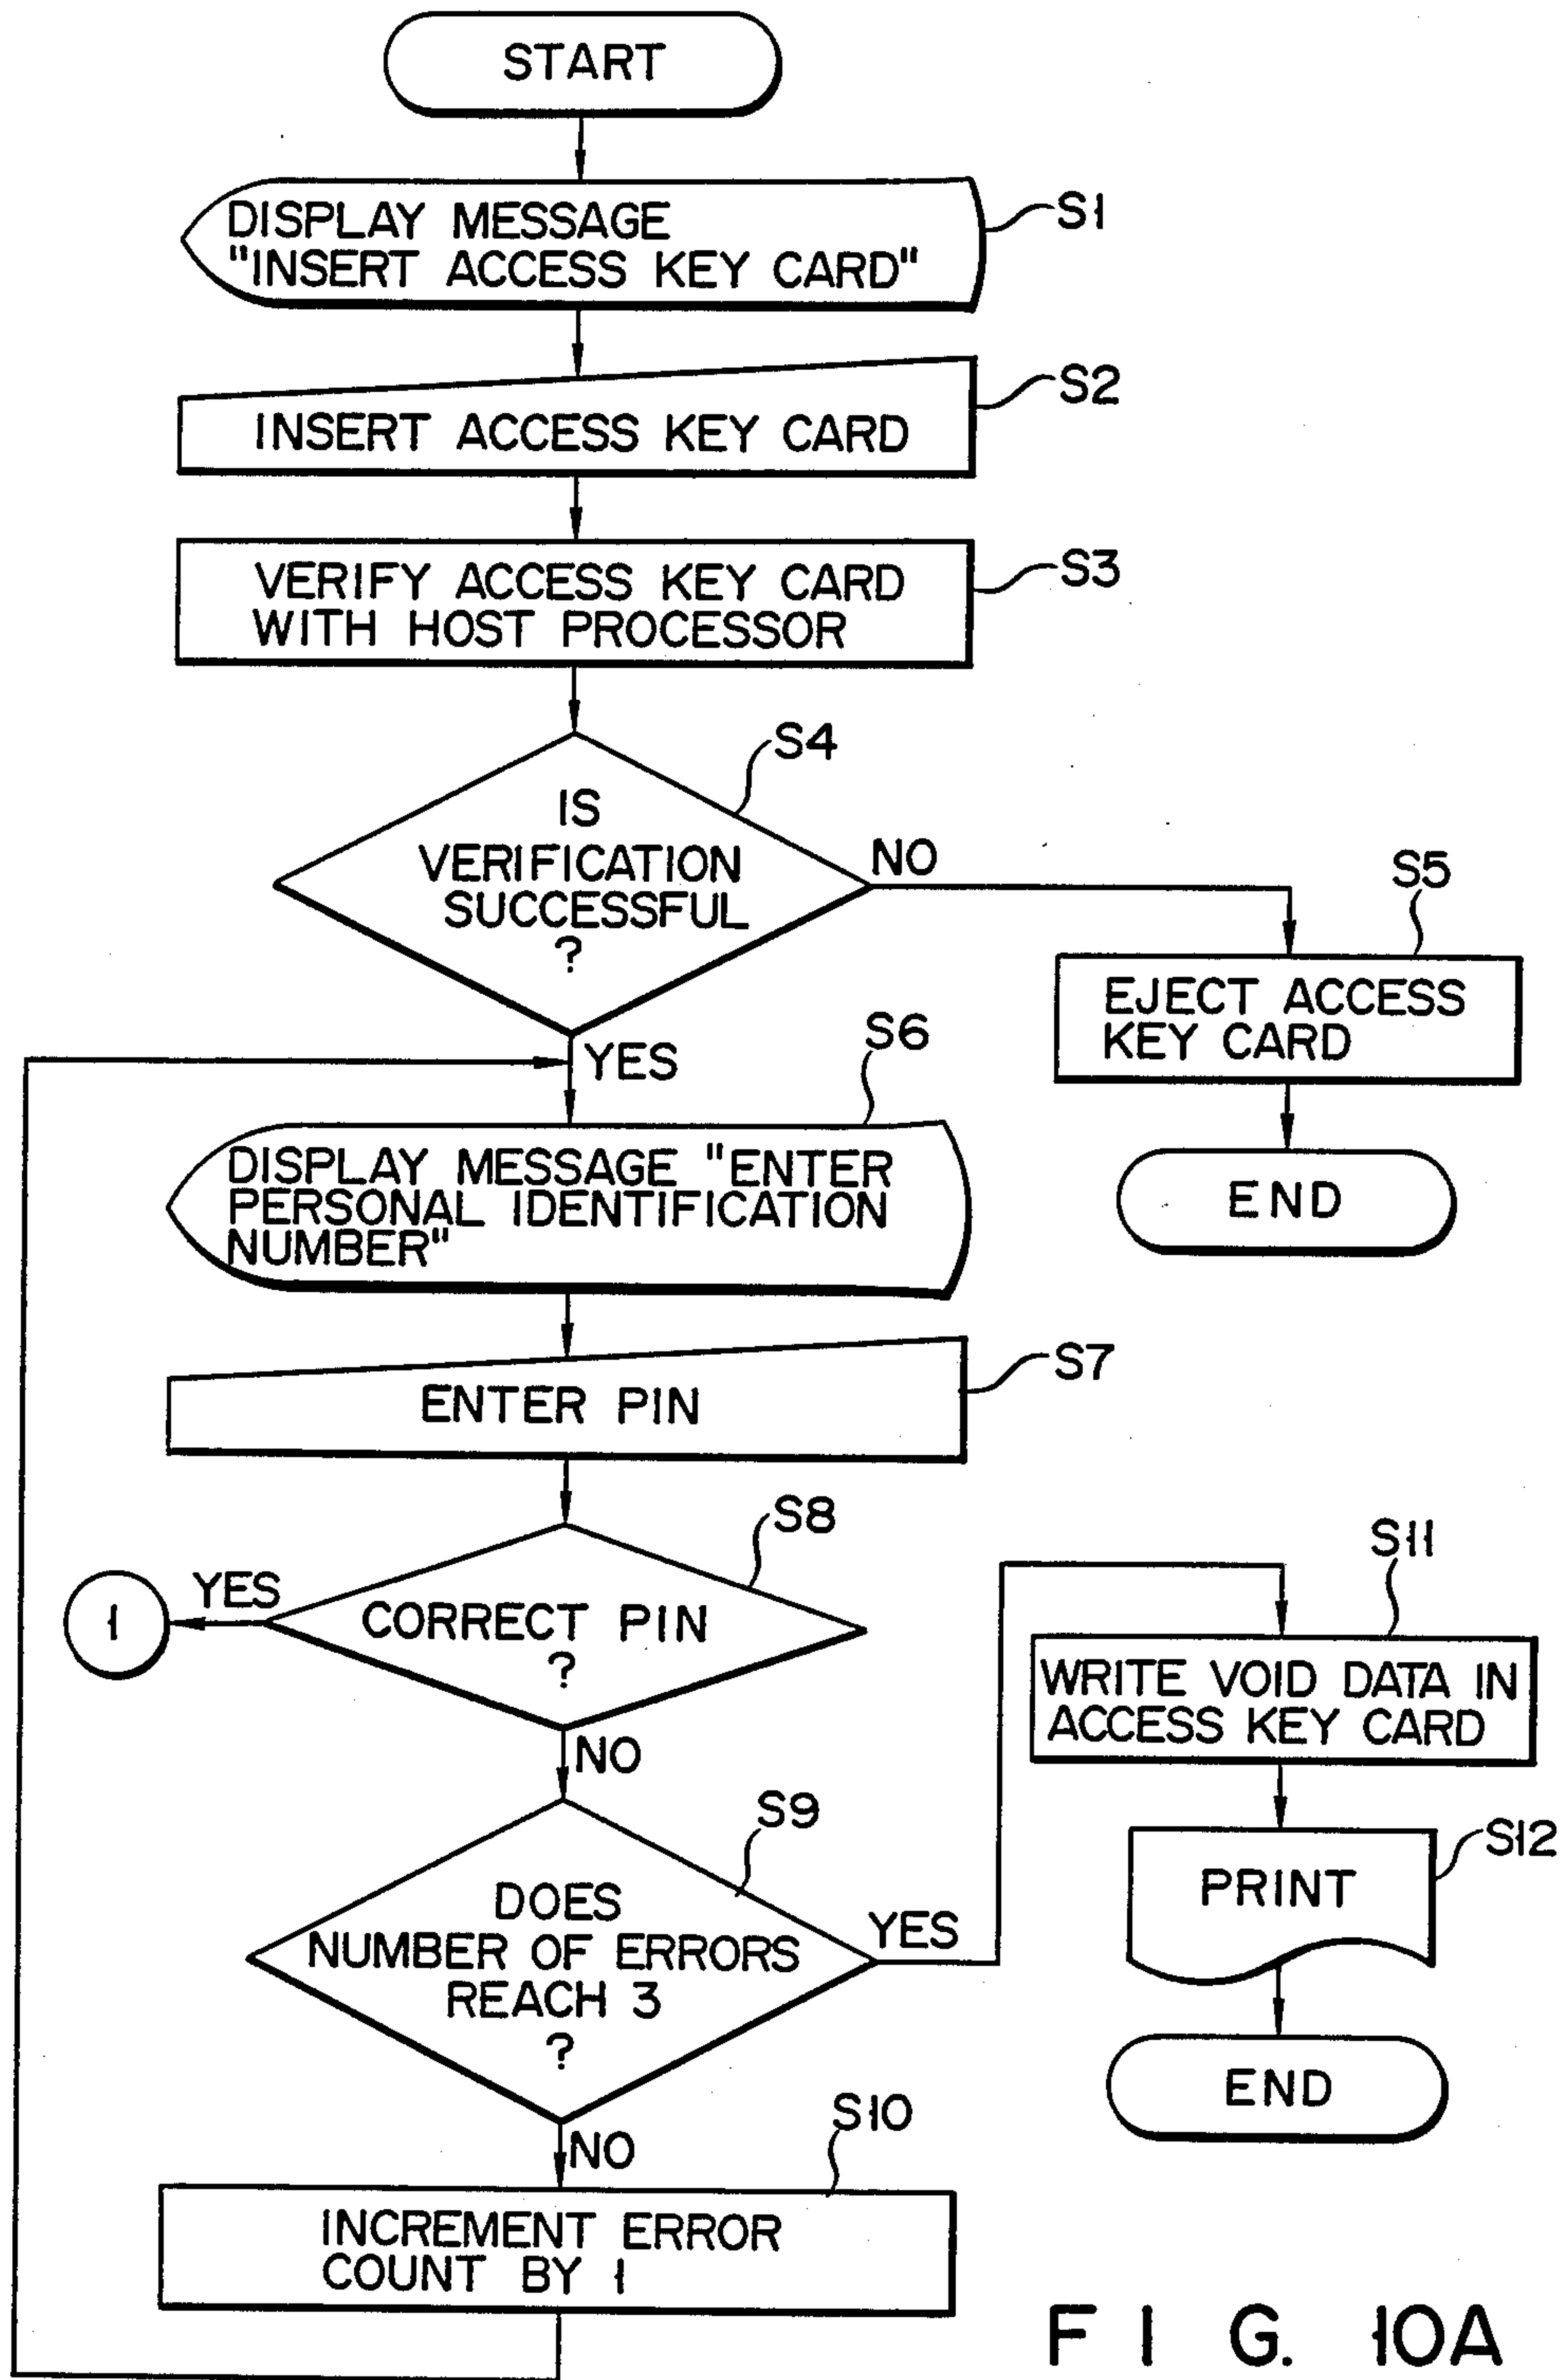 START
DISPLAY MESSAGE
"INSERT ACCESS KEY CARD"
S1
INSERT ACCESS KEY CARD
S2
VERIFY ACCESS KEY CARD
WITH HOST PROCESSOR
S3
IS
VERIFICATION
SUCCESSFUL
?
S4
NO
S5
EJECT ACCESS
KEY CARD
END
YES
S6
DISPLAY MESSAGE "ENTER
PERSONAL IDENTIFICATION
NUMBER"
ENTER PIN
S7
S8
CORRECT PIN
?
YES
1
NO
S9
DOES
NUMBER OF ERRORS
REACH 3
?
YES
S11
WRITE VOID DATA IN
ACCESS KEY CARD
S12
PRINT
END
NO
S10
INCREMENT ERROR
COUNT BY 1
F I G. 10A